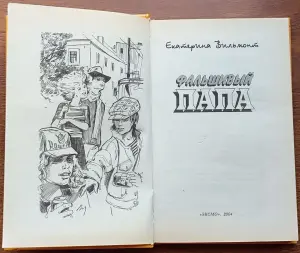 Екатерина Вильмонт
ФАЛЬШИВЫЙ
ПАПА
«ЭКСМО» 2004